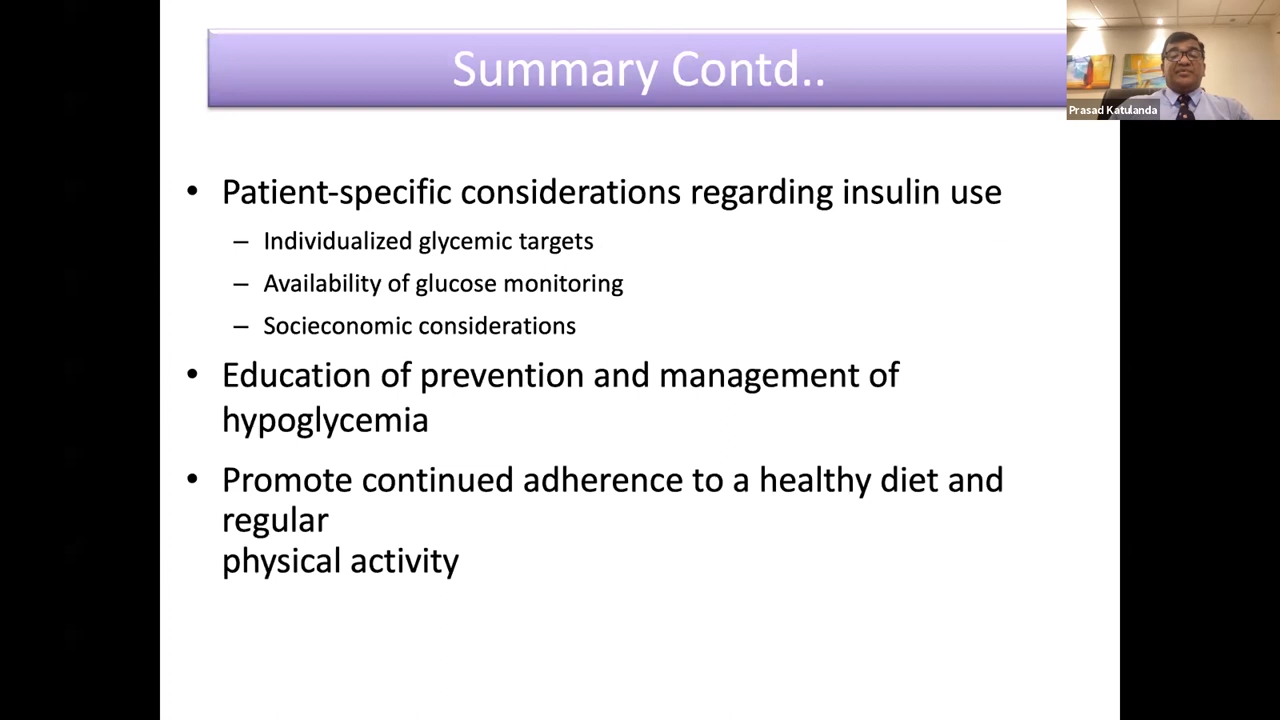 Summary Contd..
Prasad Katulanda
• Patient-specific considerations regarding insulin use
– Individualized glycemic targets
– Availability of glucose monitoring
– Socieconomic considerations
• Education of prevention and management of
hypoglycemia
• Promote continued adherence to a healthy diet and
regular
physical activity